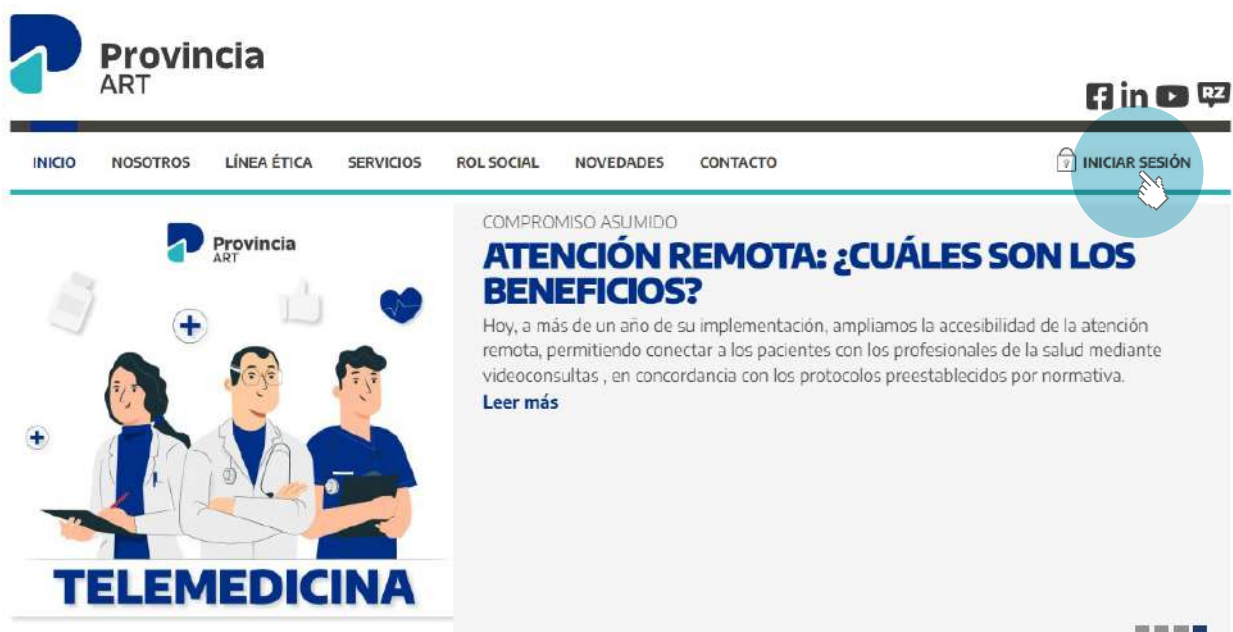 Provincia
ART
RZ
INICIO NOSOTROS LÍNEA ÉTICA SERVICIOS ROL SOCIAL NOVEDADES CONTACTO INICIAR SESIÓN
Provincia
ART
TELEMEDICINA
COMPROMISO ASUMIDO
ATENCIÓN REMOTA: ¿CUÁLES SON LOS
BENEFICIOS?
Hoy, a más de un año de su implementación, ampliamos la accesibilidad de la atención
remota, permitiendo conectar a los pacientes con los profesionales de la salud mediante
videoconsultas , en concordancia con los protocolos preestablecidos por normativa.
Leer más